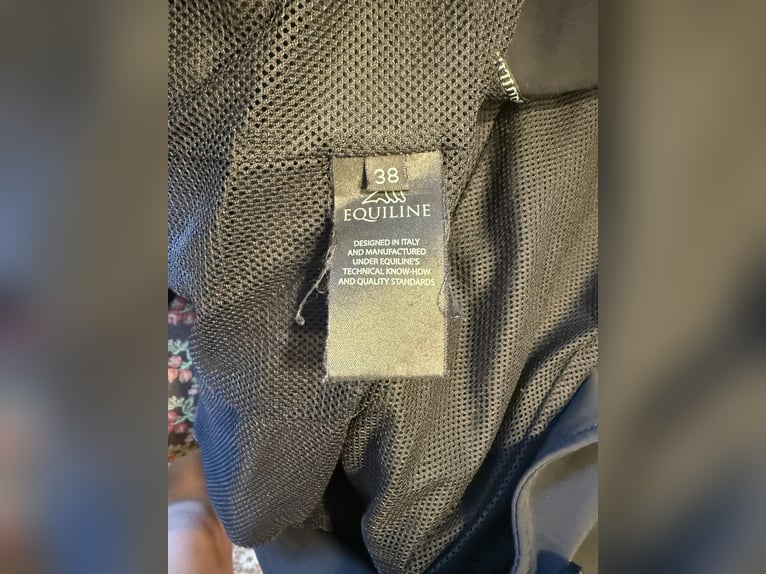 38
EQUILINE
DESIGNED IN ITALY
AND MANUFACTURED
UNDER EQUILINE'S
TECHNICAL KNOW-HOW
AND QUALITY STANDARDS